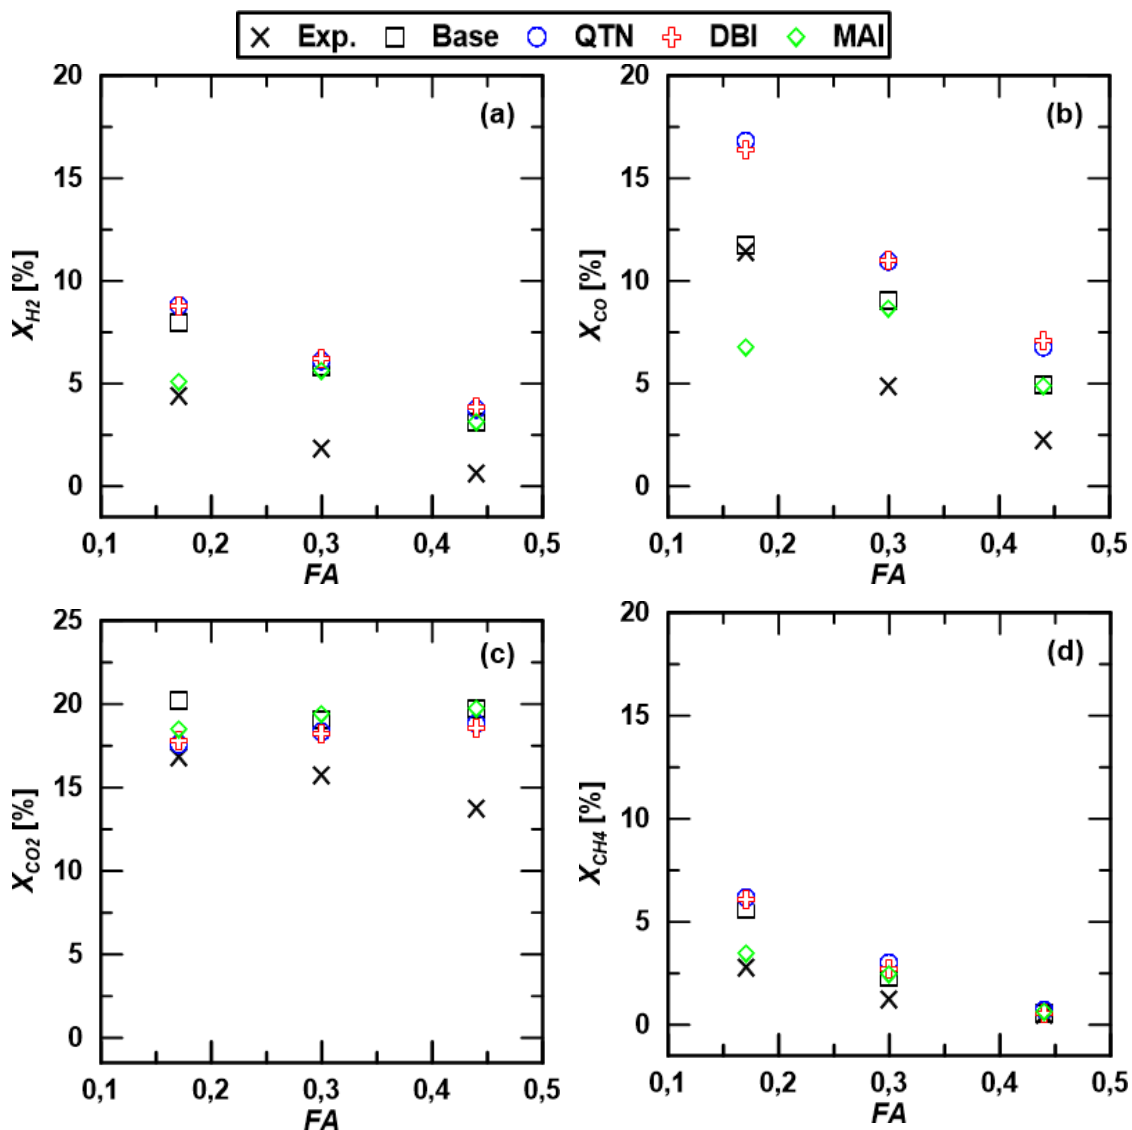 Exp. Base QTN DBI MAI
20
15
10
5
0
X_H2 [%]
(a)
0,1 0,2 0,3 0,4 0,5
FA
20
15
10
5
0
X_CO [%]
(b)
0,1 0,2 0,3 0,4 0,5
FA
25
20
15
10
5
0
X_CO2 [%]
(c)
0,1 0,2 0,3 0,4 0,5
FA
20
15
10
5
0
X_CH4 [%]
(d)
0,1 0,2 0,3 0,4 0,5
FA